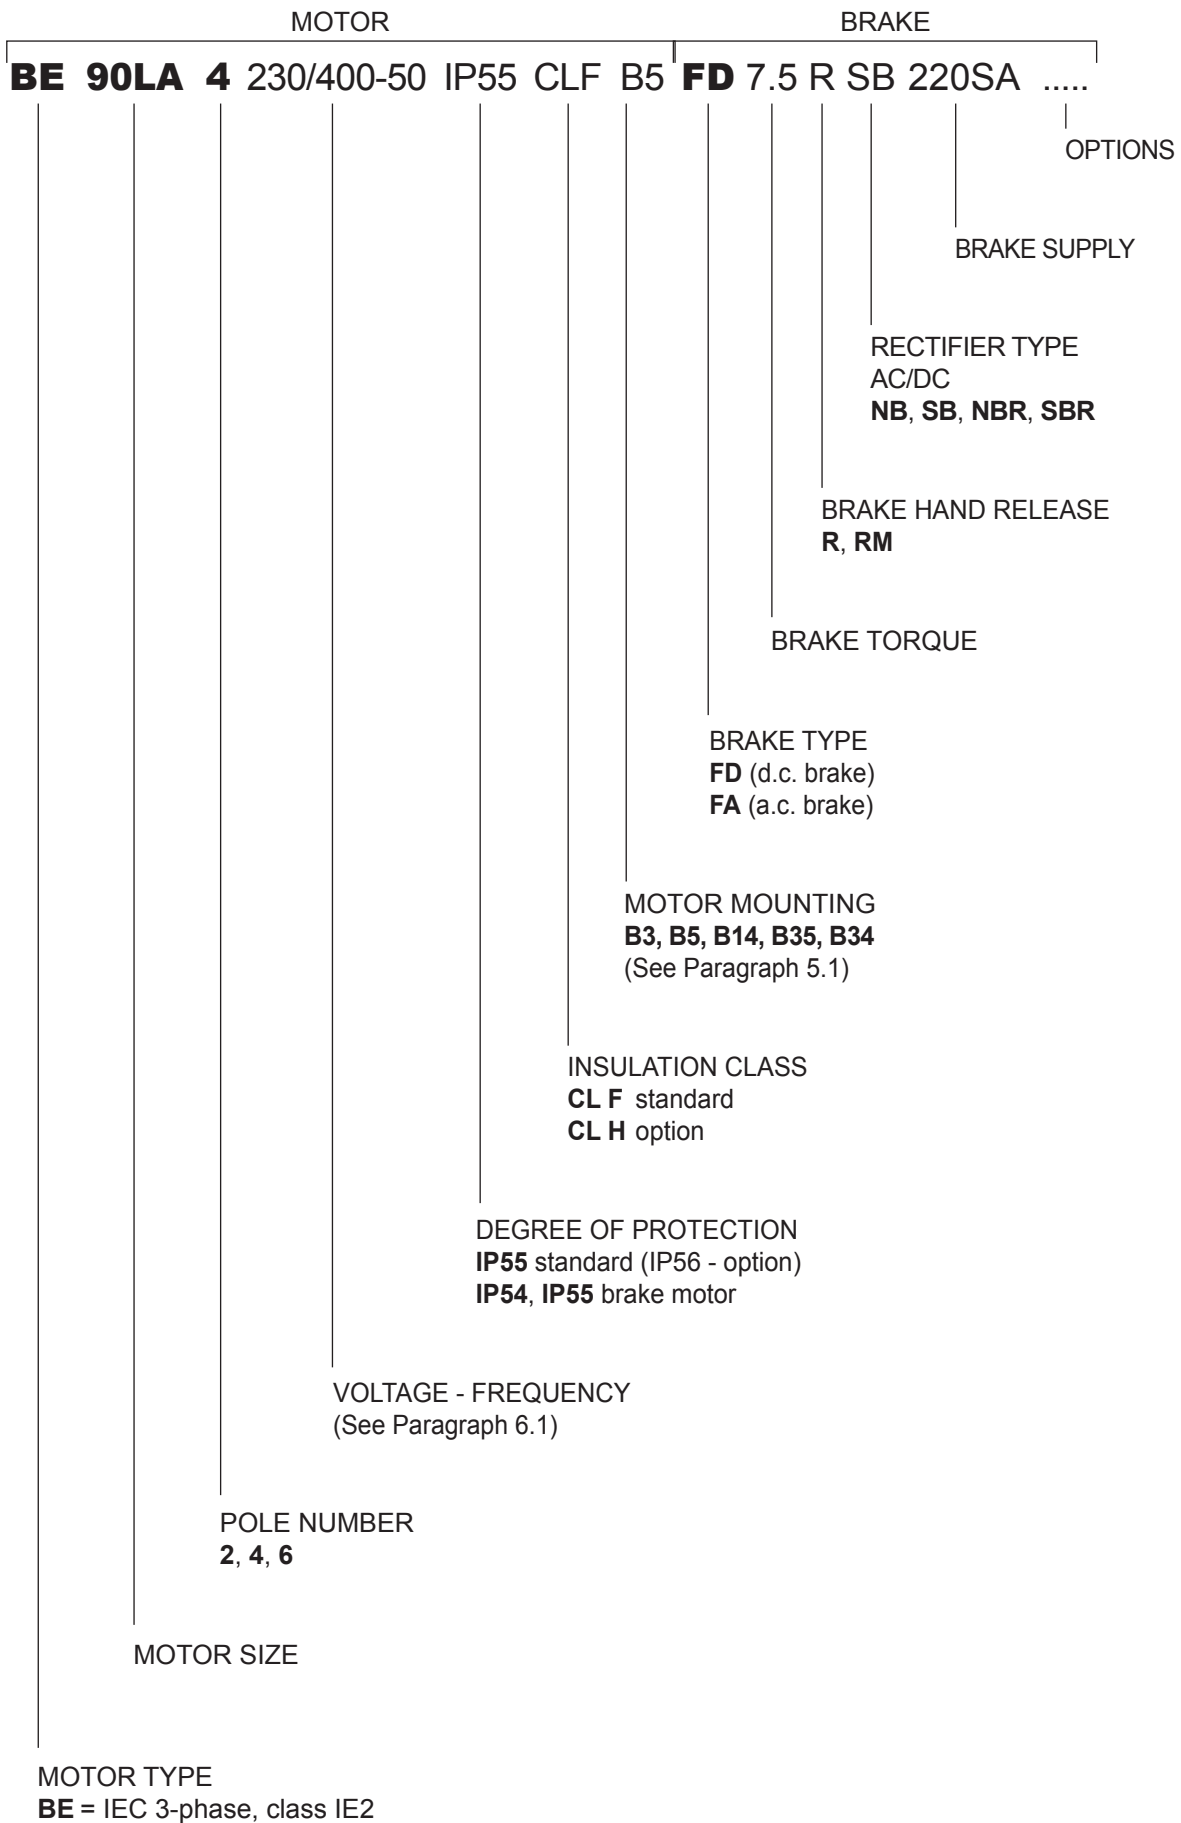 MOTOR BRAKE
BE 90LA 4 230/400-50 IP55 CLF B5 FD 7.5 R SB 220SA .....
OPTIONS
BRAKE SUPPLY
RECTIFIER TYPE
AC/DC
NB, SB, NBR, SBR
BRAKE HAND RELEASE
R, RM
BRAKE TORQUE
BRAKE TYPE
FD (d.c. brake)
FA (a.c. brake)
MOTOR MOUNTING
B3, B5, B14, B35, B34
(See Paragraph 5.1)
INSULATION CLASS
CL F standard
CL H option
DEGREE OF PROTECTION
IP55 standard (IP56 - option)
IP54, IP55 brake motor
VOLTAGE - FREQUENCY
(See Paragraph 6.1)
POLE NUMBER
2, 4, 6
MOTOR SIZE
MOTOR TYPE
BE = IEC 3-phase, class IE2